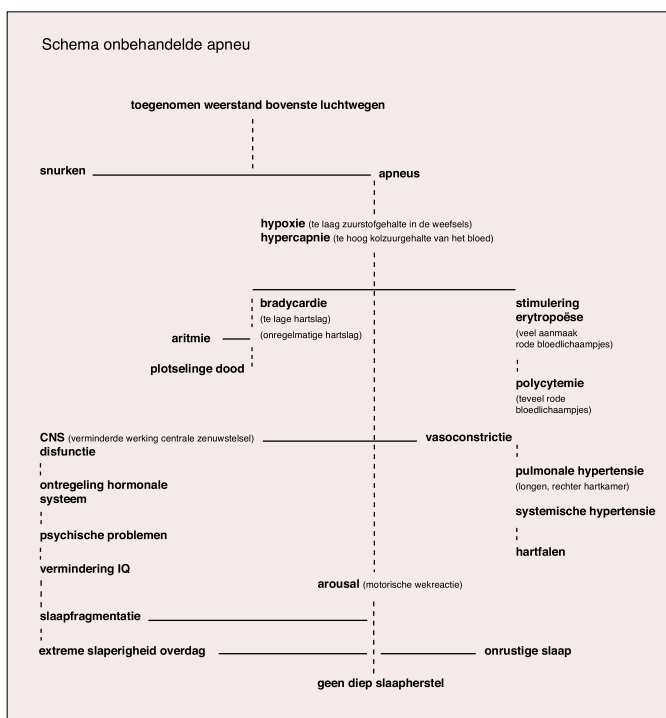 Schema onbehandelde apneu
toegenomen weerstand bovenste luchtwegen
snurken
apneus
hypoxie (te laag zuurstofgehalte in de weefsels)
hypercapnie (te hoog kolzuurgehalte van het bloed)
bradycardie
(te lage hartslag)
(onregelmatige hartslag)
aritmie
plotselinge dood
stimulering
erytropoëse
(veel aanmaak
rode bloedlichaampjes)
polycytemie
(teveel rode
bloedlichaampjes)
CNS (verminderde werking centrale zenuwstelsel)
disfunctie
vasoconstrictie
ontregeling hormonale
systeem
pulmonale hypertensie
(longen, rechter hartkamer)
systemische hypertensie
psychische problemen
hartfalen
vermindering IQ
arousal (motorische wekreactie)
slaapfragmentatie
extreme slaperigheid overdag
onrustige slaap
geen diep slaapherstel